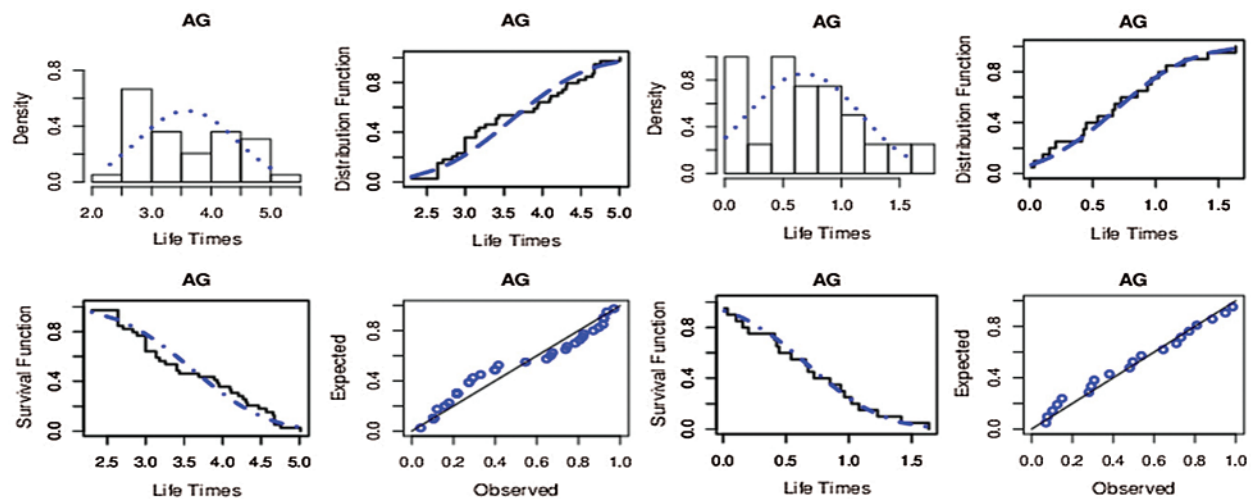 AG
AG
AG
AG
Density
0.0
0.4
0.8
2.0 3.0 4.0 5.0
Life Times
Distribution Function
0.0
0.4
0.8
2.5 3.0 3.5 4.0 4.5 5.0
Life Times
Density
0.0
0.4
0.8
0.0 0.5 1.0 1.5
Life Times
Distribution Function
0.0
0.4
0.8
0.0 0.5 1.0 1.5
Life Times
AG
AG
AG
AG
Survival Function
0.0
0.4
0.8
2.5 3.0 3.5 4.0 4.5 5.0
Life Times
Expected
0.0
0.4
0.8
0.0 0.2 0.4 0.6 0.8 1.0
Observed
Survival Function
0.0
0.4
0.8
0.0 0.5 1.0 1.5
Life Times
Expected
0.0
0.4
0.8
0.0 0.2 0.4 0.6 0.8 1.0
Observed